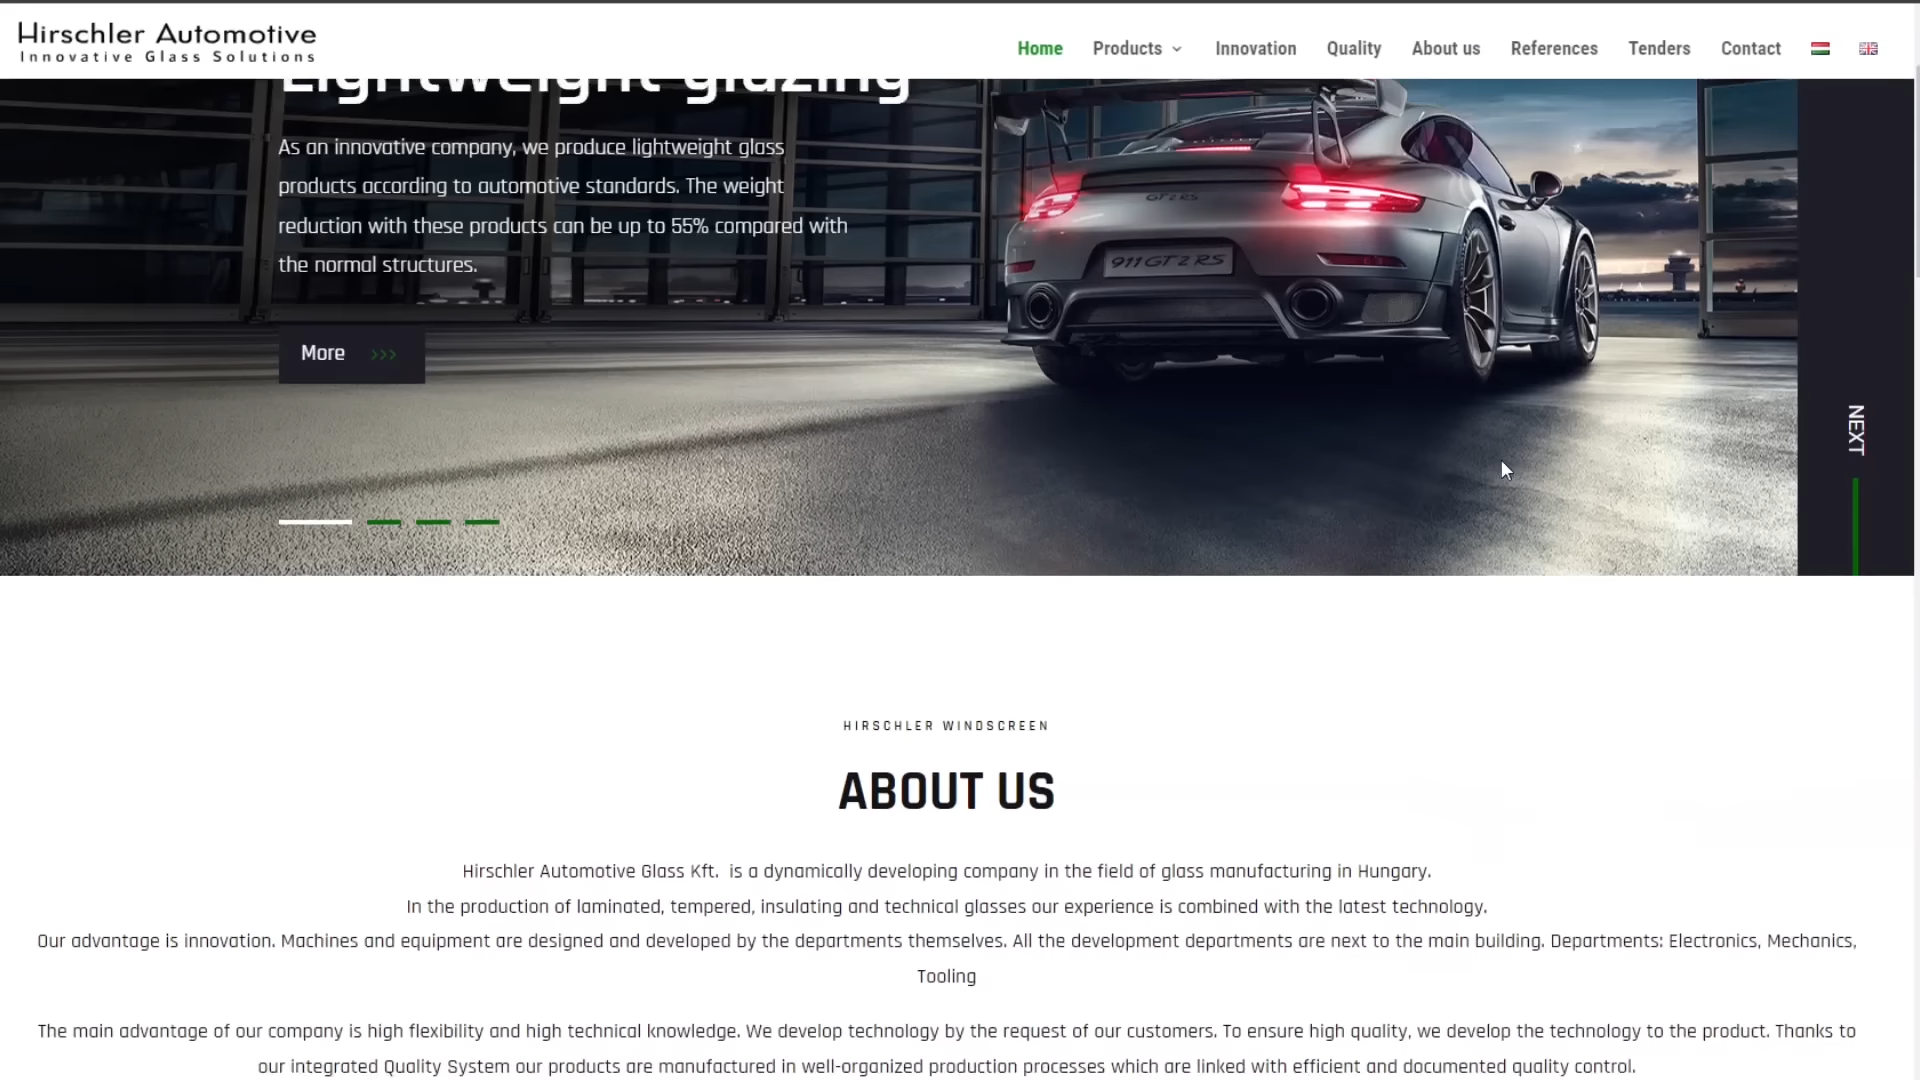 Hirschler Automotive
Innovative Glass Solutions
Home Products Innovation Quality About us References Tenders Contact
Lightweight glazing
As an innovative company, we produce lightweight glass
products according to automotive standards. The weight
reduction with these products can be up to 55% compared with
the normal structures.
More >>>
GT2RS
911 GT2 RS
NEXT
HIRSCHLER WINDSCREEN
ABOUT US
Hirschler Automotive Glass Kft. is a dynamically developing company in the field of glass manufacturing in Hungary.
In the production of laminated, tempered, insulating and technical glasses our experience is combined with the latest technology.
Our advantage is innovation. Machines and equipment are designed and developed by the departments themselves. All the development departments are next to the main building. Departments: Electronics, Mechanics,
Tooling
The main advantage of our company is high flexibility and high technical knowledge. We develop technology by the request of our customers. To ensure high quality, we develop the technology to the product. Thanks to
our integrated Quality System our products are manufactured in well-organized production processes which are linked with efficient and documented quality control.